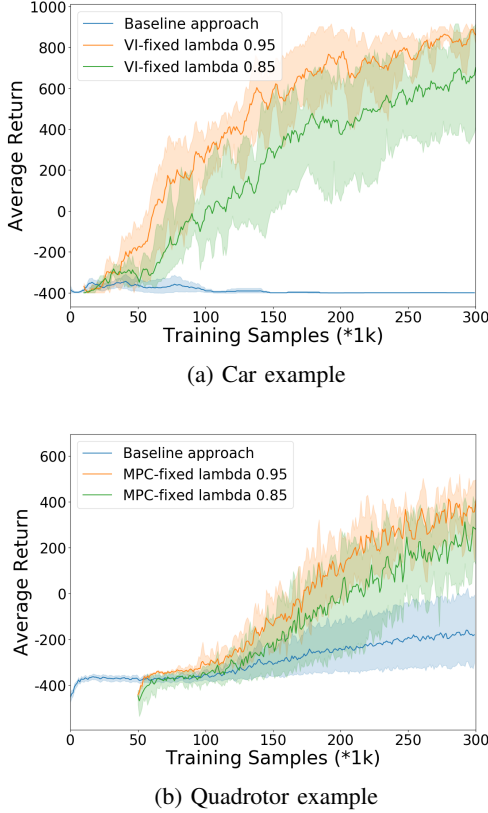 Baseline approach
VI-fixed lambda 0.95
VI-fixed lambda 0.85
1000
800
600
400
200
0
-200
-400
Average Return
0 50 100 150 200 250 300
Training Samples (*1k)
(a) Car example
Baseline approach
MPC-fixed lambda 0.95
MPC-fixed lambda 0.85
600
400
200
0
-200
-400
Average Return
0 50 100 150 200 250 300
Training Samples (*1k)
(b) Quadrotor example